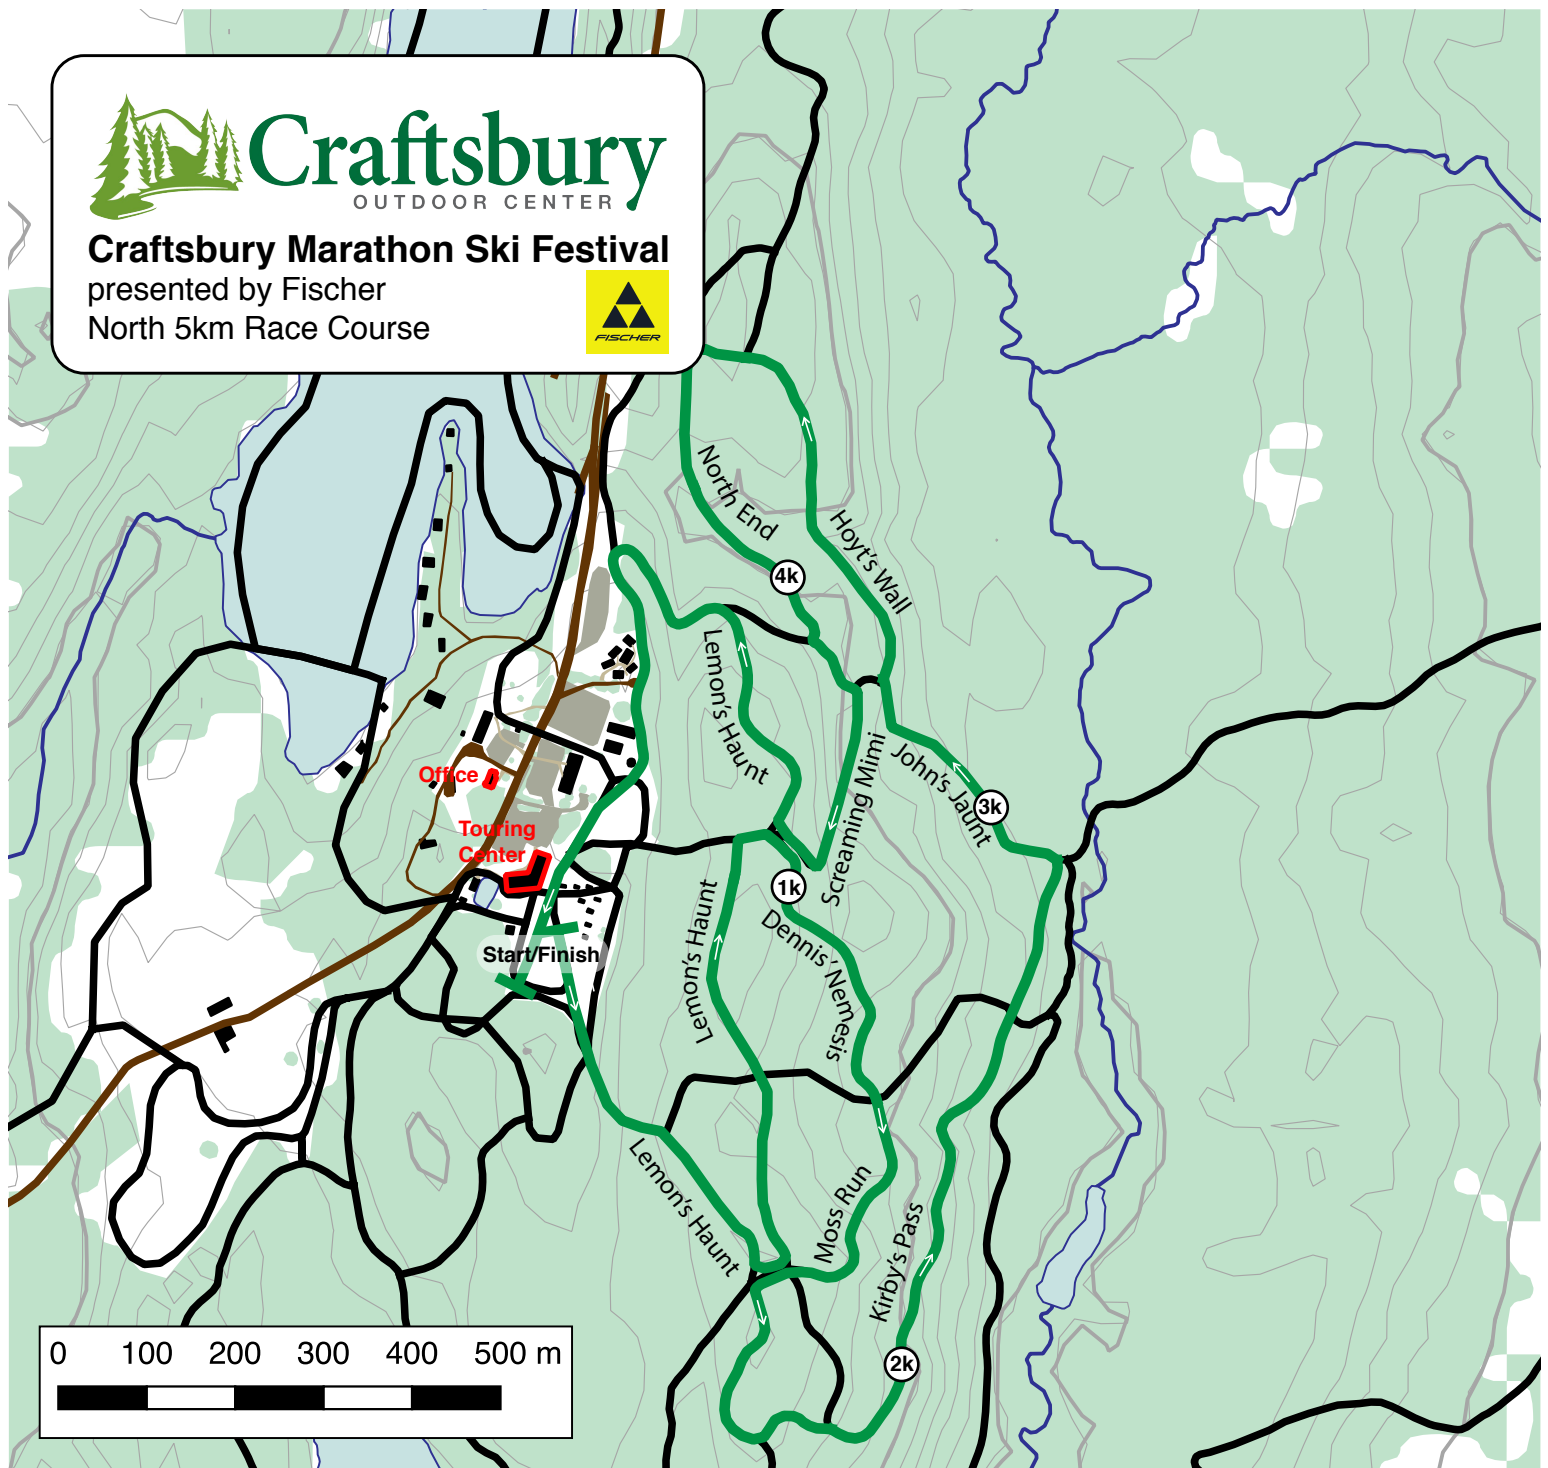 Craftsbury
OUTDOOR CENTER
Craftsbury Marathon Ski Festival
presented by Fischer
North 5km Race Course
FISCHER
North End
Hoyt's Wall
4k
Lemon's Haunt
Screaming Mimi
John's Jaunt
3k
Office
Touring
Center
1k
Lemon's Haunt
Dennis' Nemesis
Start/Finish
Lemon's Haunt
Moss Run
Kirby's Pass
2k
0 100 200 300 400 500 m